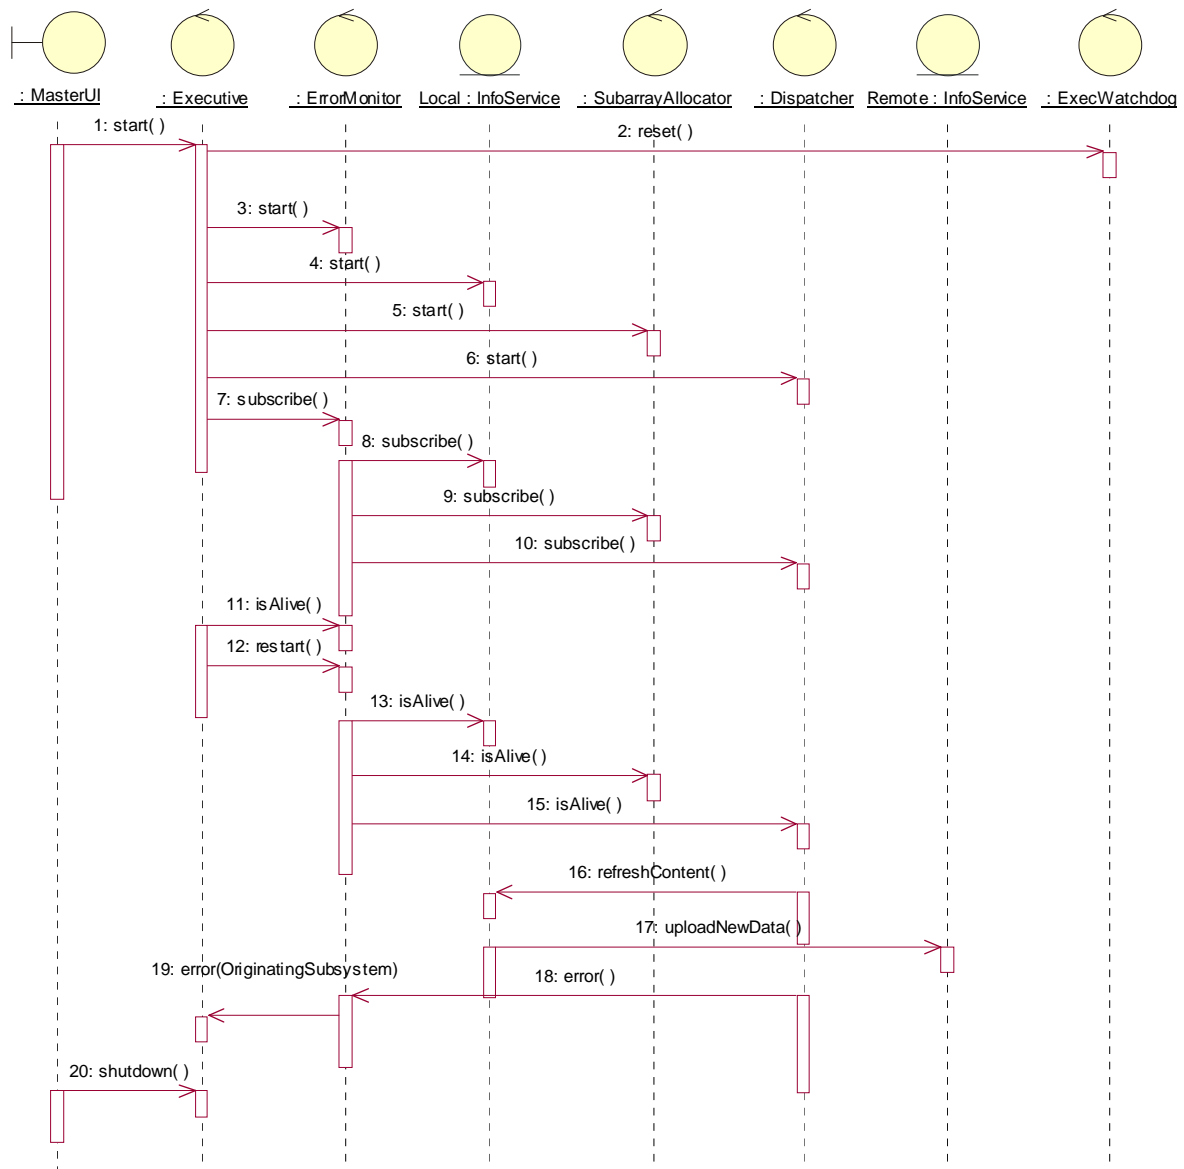 : MasterUI
: Executive
: ErrorMonitor
Local : InfoService
: SubarrayAllocator
: Dispatcher
Remote : InfoService
: ExecWatchdog
1: start( )
2: reset( )
3: start( )
4: start( )
5: start( )
6: start( )
7: subscribe( )
8: subscribe( )
9: subscribe( )
10: subscribe( )
11: isAlive( )
12: restart( )
13: isAlive( )
14: isAlive( )
15: isAlive( )
16: refreshContent( )
17: uploadNewData( )
19: error(OriginatingSubsystem)
18: error( )
20: shutdown( )